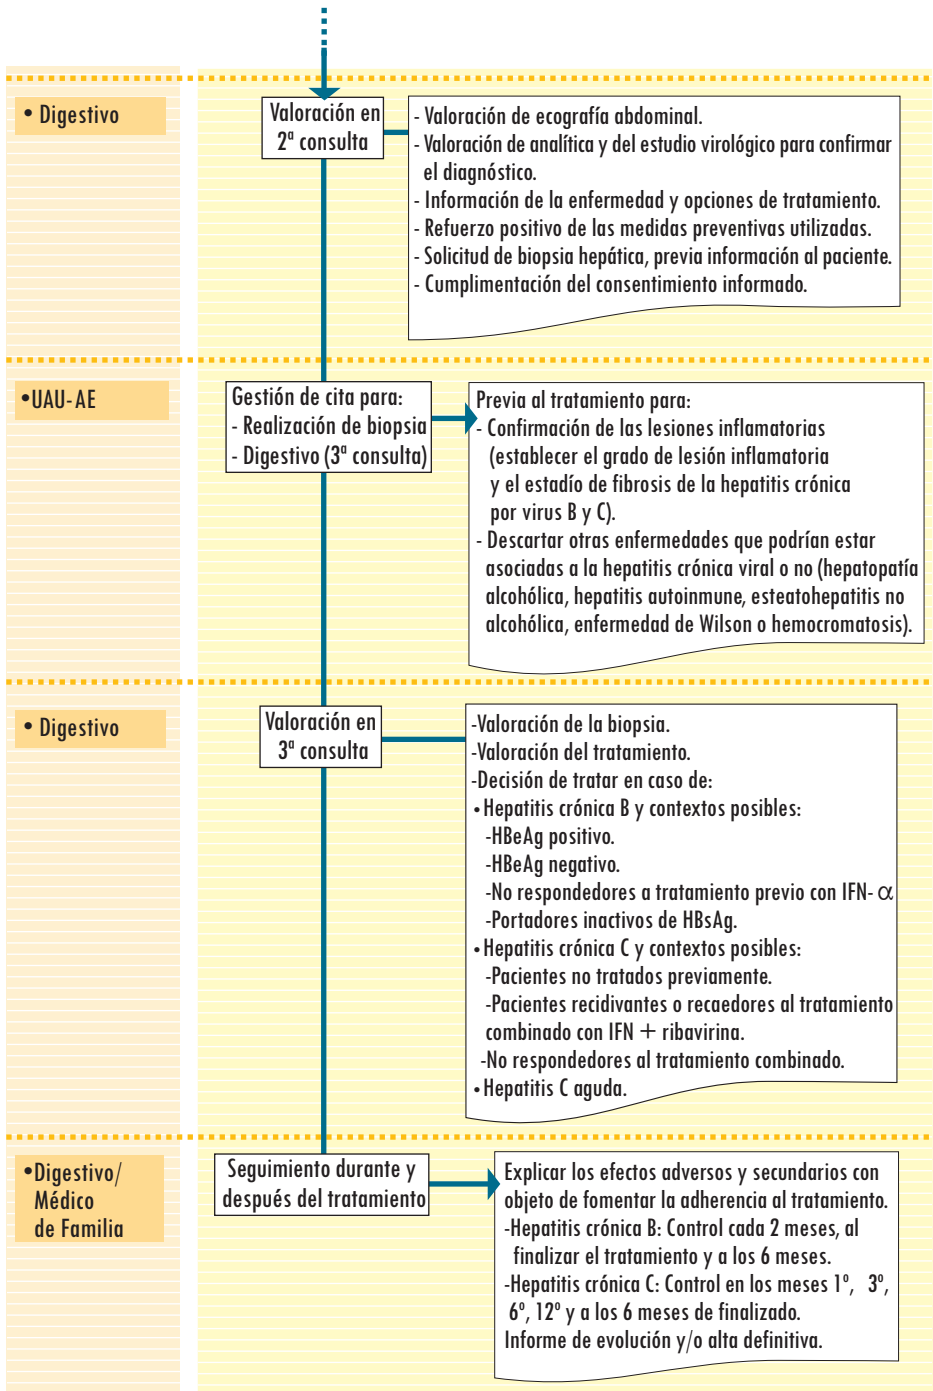 • Digestivo
Valoración en
2ª consulta
- Valoración de ecografía abdominal.
- Valoración de analítica y del estudio virológico para confirmar
el diagnóstico.
- Información de la enfermedad y opciones de tratamiento.
- Refuerzo positivo de las medidas preventivas utilizadas.
- Solicitud de biopsia hepática, previa información al paciente.
- Cumplimentación del consentimiento informado.
•UAU-AE
Gestión de cita para:
- Realización de biopsia
- Digestivo (3ª consulta)
Previa al tratamiento para:
- Confirmación de las lesiones inflamatorias
(establecer el grado de lesión inflamatoria
y el estadío de fibrosis de la hepatitis crónica
por virus B y C).
- Descartar otras enfermedades que podrían estar
asociadas a la hepatitis crónica viral o no (hepatopatía
alcohólica, hepatitis autoinmune, esteatohepatitis no
alcohólica, enfermedad de Wilson o hemocromatosis).
• Digestivo
Valoración en
3ª consulta
-Valoración de la biopsia.
-Valoración del tratamiento.
-Decisión de tratar en caso de:
• Hepatitis crónica B y contextos posibles:
-HBeAg positivo.
-HBeAg negativo.
-No respondedores a tratamiento previo con IFN- α
-Portadores inactivos de HBsAg.
• Hepatitis crónica C y contextos posibles:
-Pacientes no tratados previamente.
-Pacientes recidivantes o recaedores al tratamiento
combinado con IFN + ribavirina.
-No respondedores al tratamiento combinado.
• Hepatitis C aguda.
•Digestivo/
Médico
de Familia
Seguimiento durante y
después del tratamiento
Explicar los efectos adversos y secundarios con
objeto de fomentar la adherencia al tratamiento.
-Hepatitis crónica B: Control cada 2 meses, al
finalizar el tratamiento y a los 6 meses.
-Hepatitis crónica C: Control en los meses 1º, 3º,
6º, 12º y a los 6 meses de finalizado.
Informe de evolución y/o alta definitiva.